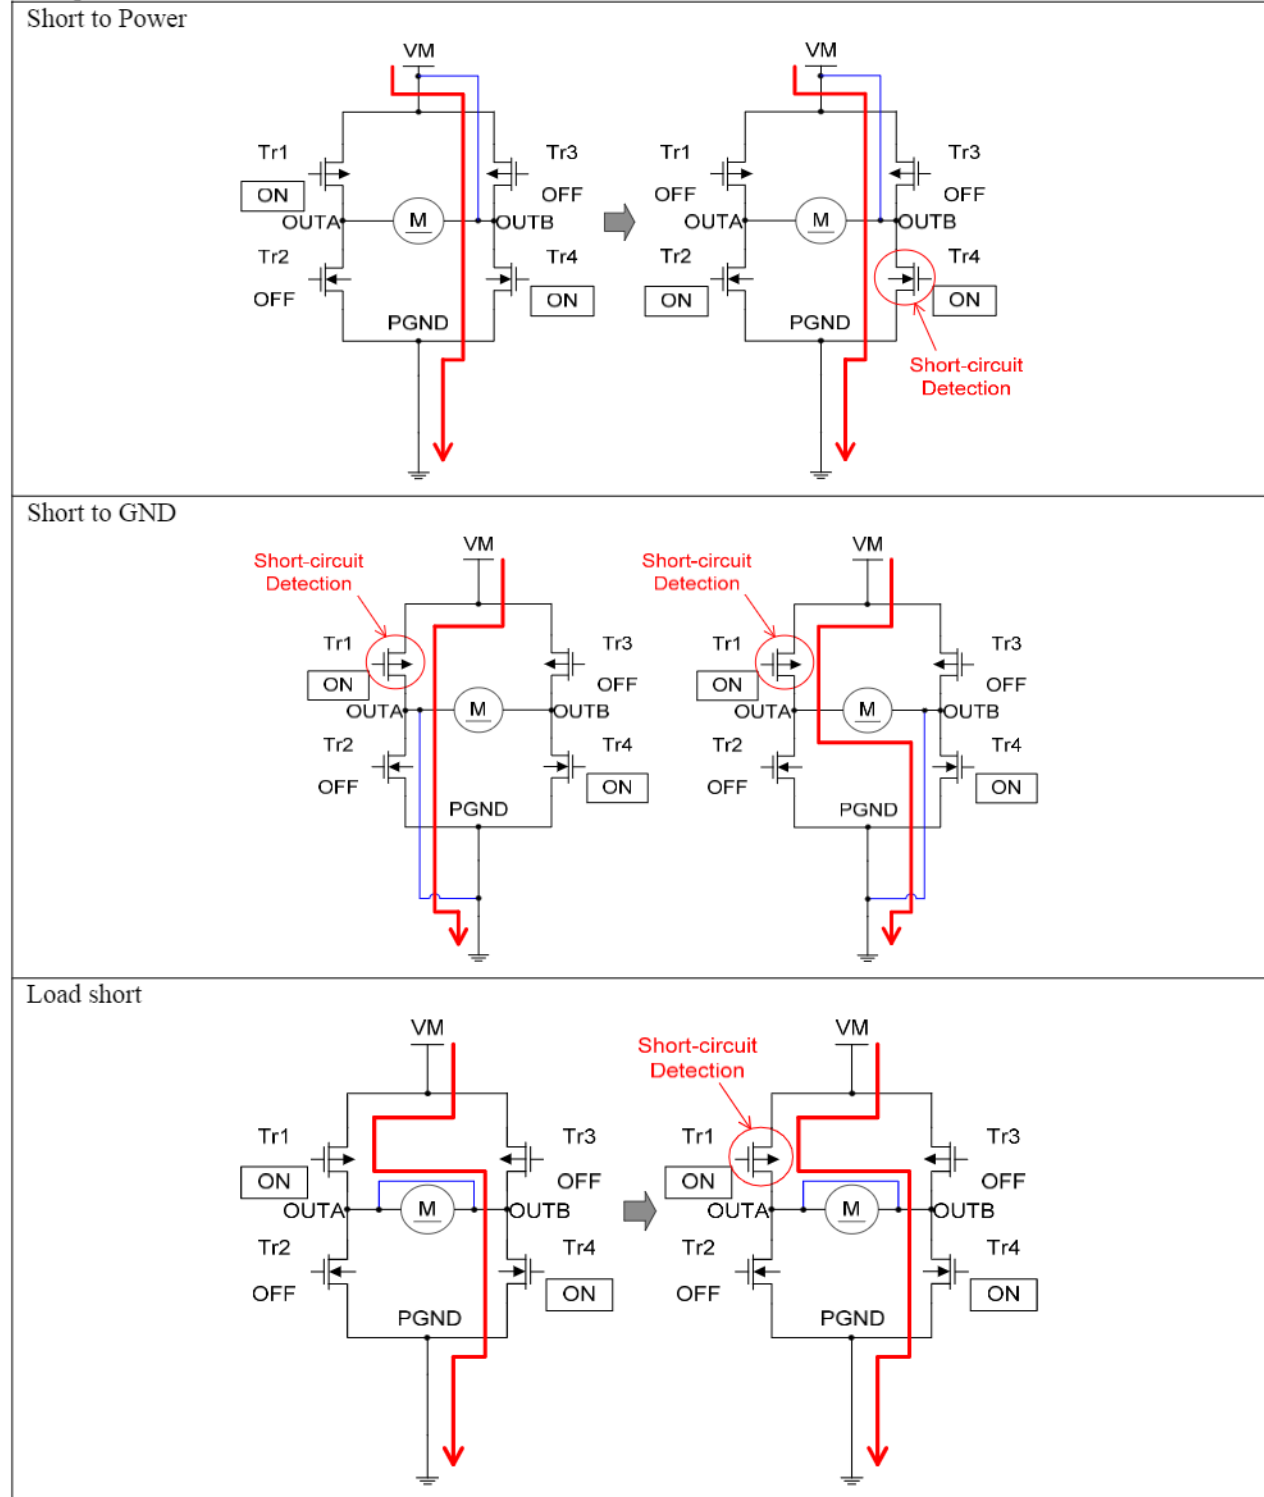 Short to Power
VM
Tr1
ON
OUTA
Tr2
OFF
M
Tr3
OFF
OUTB
Tr4
ON
PGND
VM
Tr1
OFF
OUTA
Tr2
ON
M
Tr3
OFF
OUTB
Tr4
ON
PGND
Short-circuit
Detection
Short to GND
Short-circuit
Detection
VM
Tr1
ON
OUTA
Tr2
OFF
M
Tr3
OFF
OUTB
Tr4
ON
PGND
Short-circuit
Detection
VM
Tr1
ON
OUTA
Tr2
OFF
M
Tr3
OFF
OUTB
Tr4
ON
PGND
Load short
VM
Tr1
ON
OUTA
Tr2
OFF
M
Tr3
OFF
OUTB
Tr4
ON
PGND
Short-circuit
Detection
VM
Tr1
ON
OUTA
Tr2
OFF
M
Tr3
OFF
OUTB
Tr4
ON
PGND